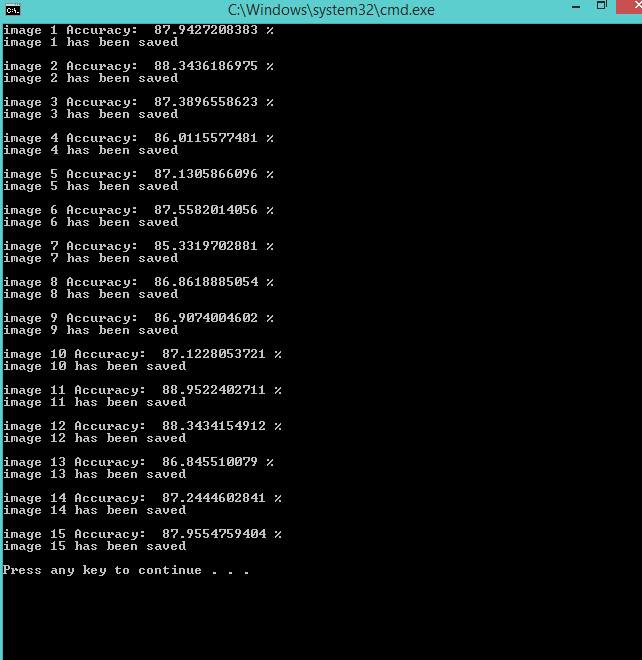 C:\Windows\system32\cmd.exe
image 1 Accuracy:  87.9427208383 %
image 1 has been saved
image 2 Accuracy:  88.3436186975 %
image 2 has been saved
image 3 Accuracy:  87.3896558623 %
image 3 has been saved
image 4 Accuracy:  86.0115577481 %
image 4 has been saved
image 5 Accuracy:  87.1305866096 %
image 5 has been saved
image 6 Accuracy:  87.5582014056 %
image 6 has been saved
image 7 Accuracy:  85.3319702881 %
image 7 has been saved
image 8 Accuracy:  86.8618885054 %
image 8 has been saved
image 9 Accuracy:  86.9074004602 %
image 9 has been saved
image 10 Accuracy:  87.1228053721 %
image 10 has been saved
image 11 Accuracy:  88.9522402711 %
image 11 has been saved
image 12 Accuracy:  88.3434154912 %
image 12 has been saved
image 13 Accuracy:  86.845510079 %
image 13 has been saved
image 14 Accuracy:  87.2444602841 %
image 14 has been saved
image 15 Accuracy:  87.9554759404 %
image 15 has been saved
Press any key to continue . . .